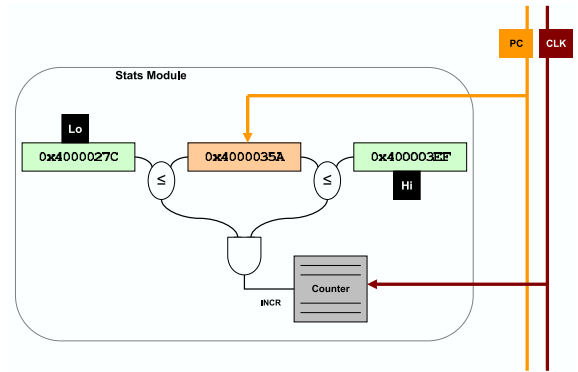 PC
CLK
Stats Module
Lo
0x4000027C
0x4000035A
0x400003EF
≤
≤
Hi
Counter
INCR